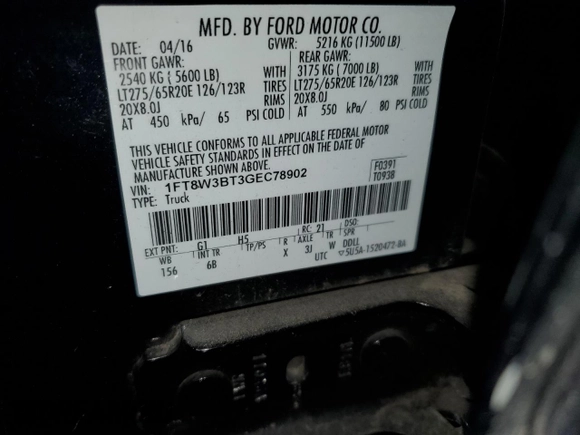 MFD. BY FORD MOTOR CO.
DATE: 04/16 GVWR: 5216 KG (11500 LB)
FRONT GAWR: REAR GAWR:
2540 KG ( 5600 LB) WITH 3175 KG ( 7000 LB) WITH
LT275/65R20E 126/123R TIRES LT275/65R20E 126/123R TIRES
20X8.0J RIMS 20X8.0J RIMS
AT 450 kPa/ 65 PSI COLD AT 550 kPa/ 80 PSI COLD
THIS VEHICLE CONFORMS TO ALL APPLICABLE FEDERAL MOTOR
VEHICLE SAFETY STANDARDS IN EFFECT ON THE DATE OF
MANUFACTURE SHOWN ABOVE.
VIN: 1FT8W3BT3GEC78902 F0391
TYPE: Truck T0938
EXT PNT: G1 H5 RC: 21 DSO:
WB INT TR TP/PS R AXLE TR SPR
156 6B X 3J W DDLL
UTC 5U5A-1520472-BA